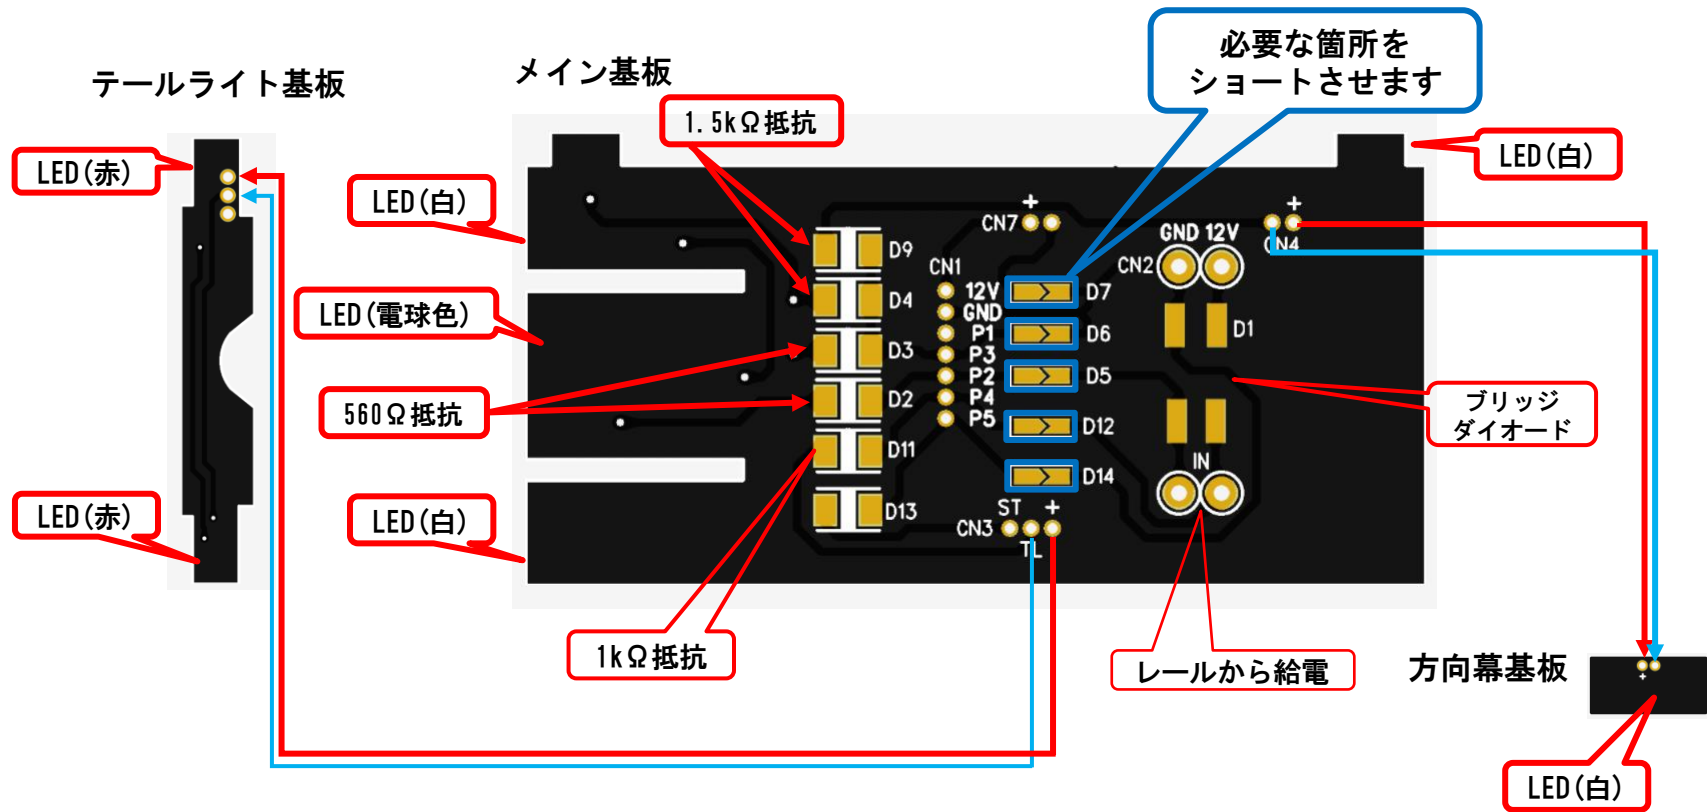 必要な箇所を
ショートさせます
テールライト基板
メイン基板
1.5kΩ抵抗
LED(赤)
LED(白)
LED(白)
+
CN7
+
CN4
GND 12V
CN2
D9
CN1
D4
12V
D7
GND
LED(電球色)
P1
D6
D1
D3
P3
P2
D5
560Ω抵抗
D2
P4
ブリッジ
ダイオード
P5
D12
D11
IN
D14
LED(赤)
LED(白)
D13
ST
+
CN3
TL
1kΩ抵抗
レールから給電
方向幕基板
+
LED(白)